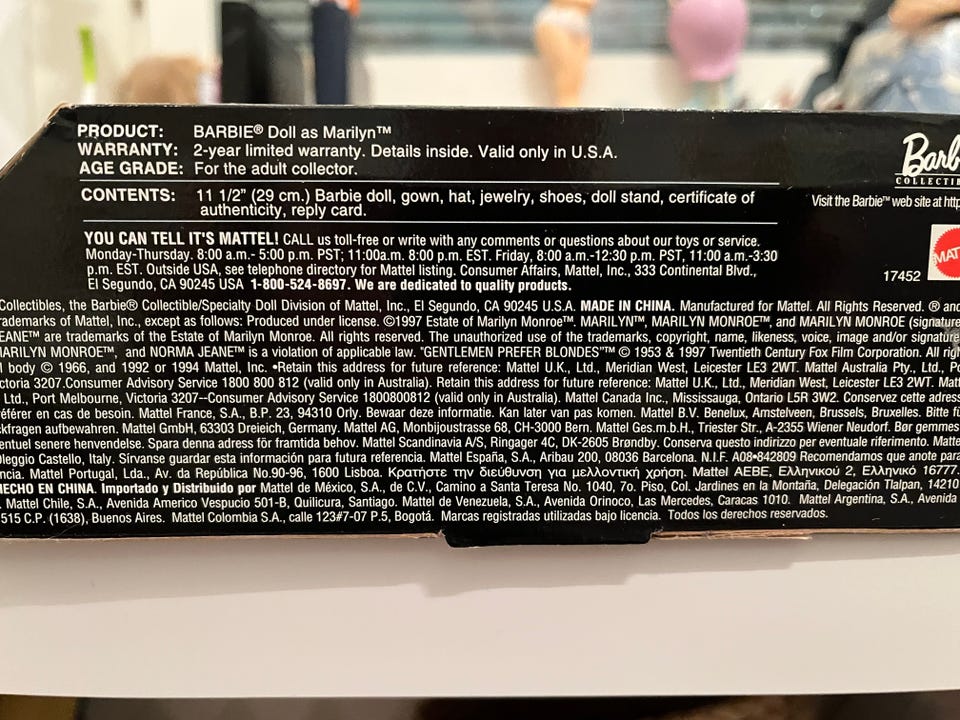 PRODUCT: BARBIE® Doll as Marilyn™
WARRANTY: 2-year limited warranty. Details inside. Valid only in U.S.A.
AGE GRADE: For the adult collector.
CONTENTS: 11 1/2" (29 cm.) Barbie doll, gown, hat, jewelry, shoes, doll stand, certificate of
authenticity, reply card.
Barb
COLLECTI
Visit the Barbie™ web site at http
YOU CAN TELL IT'S MATTEL! CALL us toll-free or write with any comments or questions about our toys or service.
Monday-Thursday. 8:00 a.m.- 5:00 p.m. PST; 11:00a.m. 8:00 p.m. EST. Friday, 8:00 a.m.-12:30 p.m. PST, 11:00 a.m.-3:30
p.m. EST. Outside USA, see telephone directory for Mattel listing. Consumer Affairs, Mattel, Inc., 333 Continental Blvd.,
El Segundo, CA 90245 USA 1-800-524-8697. We are dedicated to quality products.
17452
MAT
Collectibles, the Barbie® Collectible/Specialty Doll Division of Mattel, Inc., El Segundo, CA 90245 U.S.A. MADE IN CHINA. Manufactured for Mattel. All Rights Reserved. ® and
rademarks of Mattel, Inc., except as follows: Produced under license. ©1997 Estate of Marilyn Monroe™. MARILYN™, MARILYN MONROE™, and MARILYN MONROE (signature
EANE™ are trademarks of the Estate of Marilyn Monroe. All rights reserved. The unauthorized use of the trademarks, copyright, name, likeness, voice, image and/or signature
MARILYN MONROE™, and NORMA JEANE™ is a violation of applicable law. "GENTLEMEN PREFER BLONDES"™ © 1953 & 1997 Twentieth Century Fox Film Corporation. All righ
l body © 1966, and 1992 or 1994 Mattel, Inc. •Retain this address for future reference: Mattel U.K., Ltd., Meridian West, Leicester LE3 2WT. Mattel Australia Pty., Ltd., Po
ctoria 3207.Consumer Advisory Service 1800 800 812 (valid only in Australia). Retain this address for future reference: Mattel U.K., Ltd., Meridian West, Leicester LE3 2WT. Matt
Ltd., Port Melbourne, Victoria 3207--Consumer Advisory Service 1800800812 (valid only in Australia). Mattel Canada Inc., Mississauga, Ontario L5R 3W2. Conservez cette adress
référer en cas de besoin. Mattel France, S.A., B.P. 23, 94310 Orly. Bewaar deze informatie. Kan later van pas komen. Mattel B.V. Benelux, Amstelveen, Brussels, Bruxelles. Bitte fü
ckfragen aufbewahren. Mattel GmbH, 63303 Dreieich, Germany. Mattel AG, Monbijoustrasse 68, CH-3000 Bern. Mattel Ges.m.b.H., Triester Str., A-2355 Wiener Neudorf. Bør gemmes
entuel senere henvendelse. Spara denna adress för framtida behov. Mattel Scandinavia A/S, Ringager 4C, DK-2605 Brøndby. Conserva questo indirizzo per eventuale riferimento. Matte
Oleggio Castello, Italy. Sírvanse guardar esta información para futura referencia. Mattel España, S.A., Aribau 200, 08036 Barcelona. N.I.F. A08-842809 Recomendamos que anote para
ncia. Mattel Portugal, Lda., Av. da República No.90-96, 1600 Lisboa. Κρατήστε την διεύθυνση για μελλοντική χρήση. Mattel AEBE, Ελληνικού 2, Ελληνικό 16777.
HECHO EN CHINA. Importado y Distribuido por Mattel de México, S.A., de C.V., Camino a Santa Teresa No. 1040, 7o. Piso, Col. Jardines en la Montaña, Delegación Tlalpan, 14210
. Mattel Chile, S.A., Avenida Americo Vespucio 501-B, Quilicura, Santiago. Mattel de Venezuela, S.A., Avenida Orinoco, Las Mercedes, Caracas 1010. Mattel Argentina, S.A., Avenida
515 C.P. (1638), Buenos Aires. Mattel Colombia S.A., calle 123#7-07 P.5, Bogotá. Marcas registradas utilizadas bajo licencia. Todos los derechos reservados.